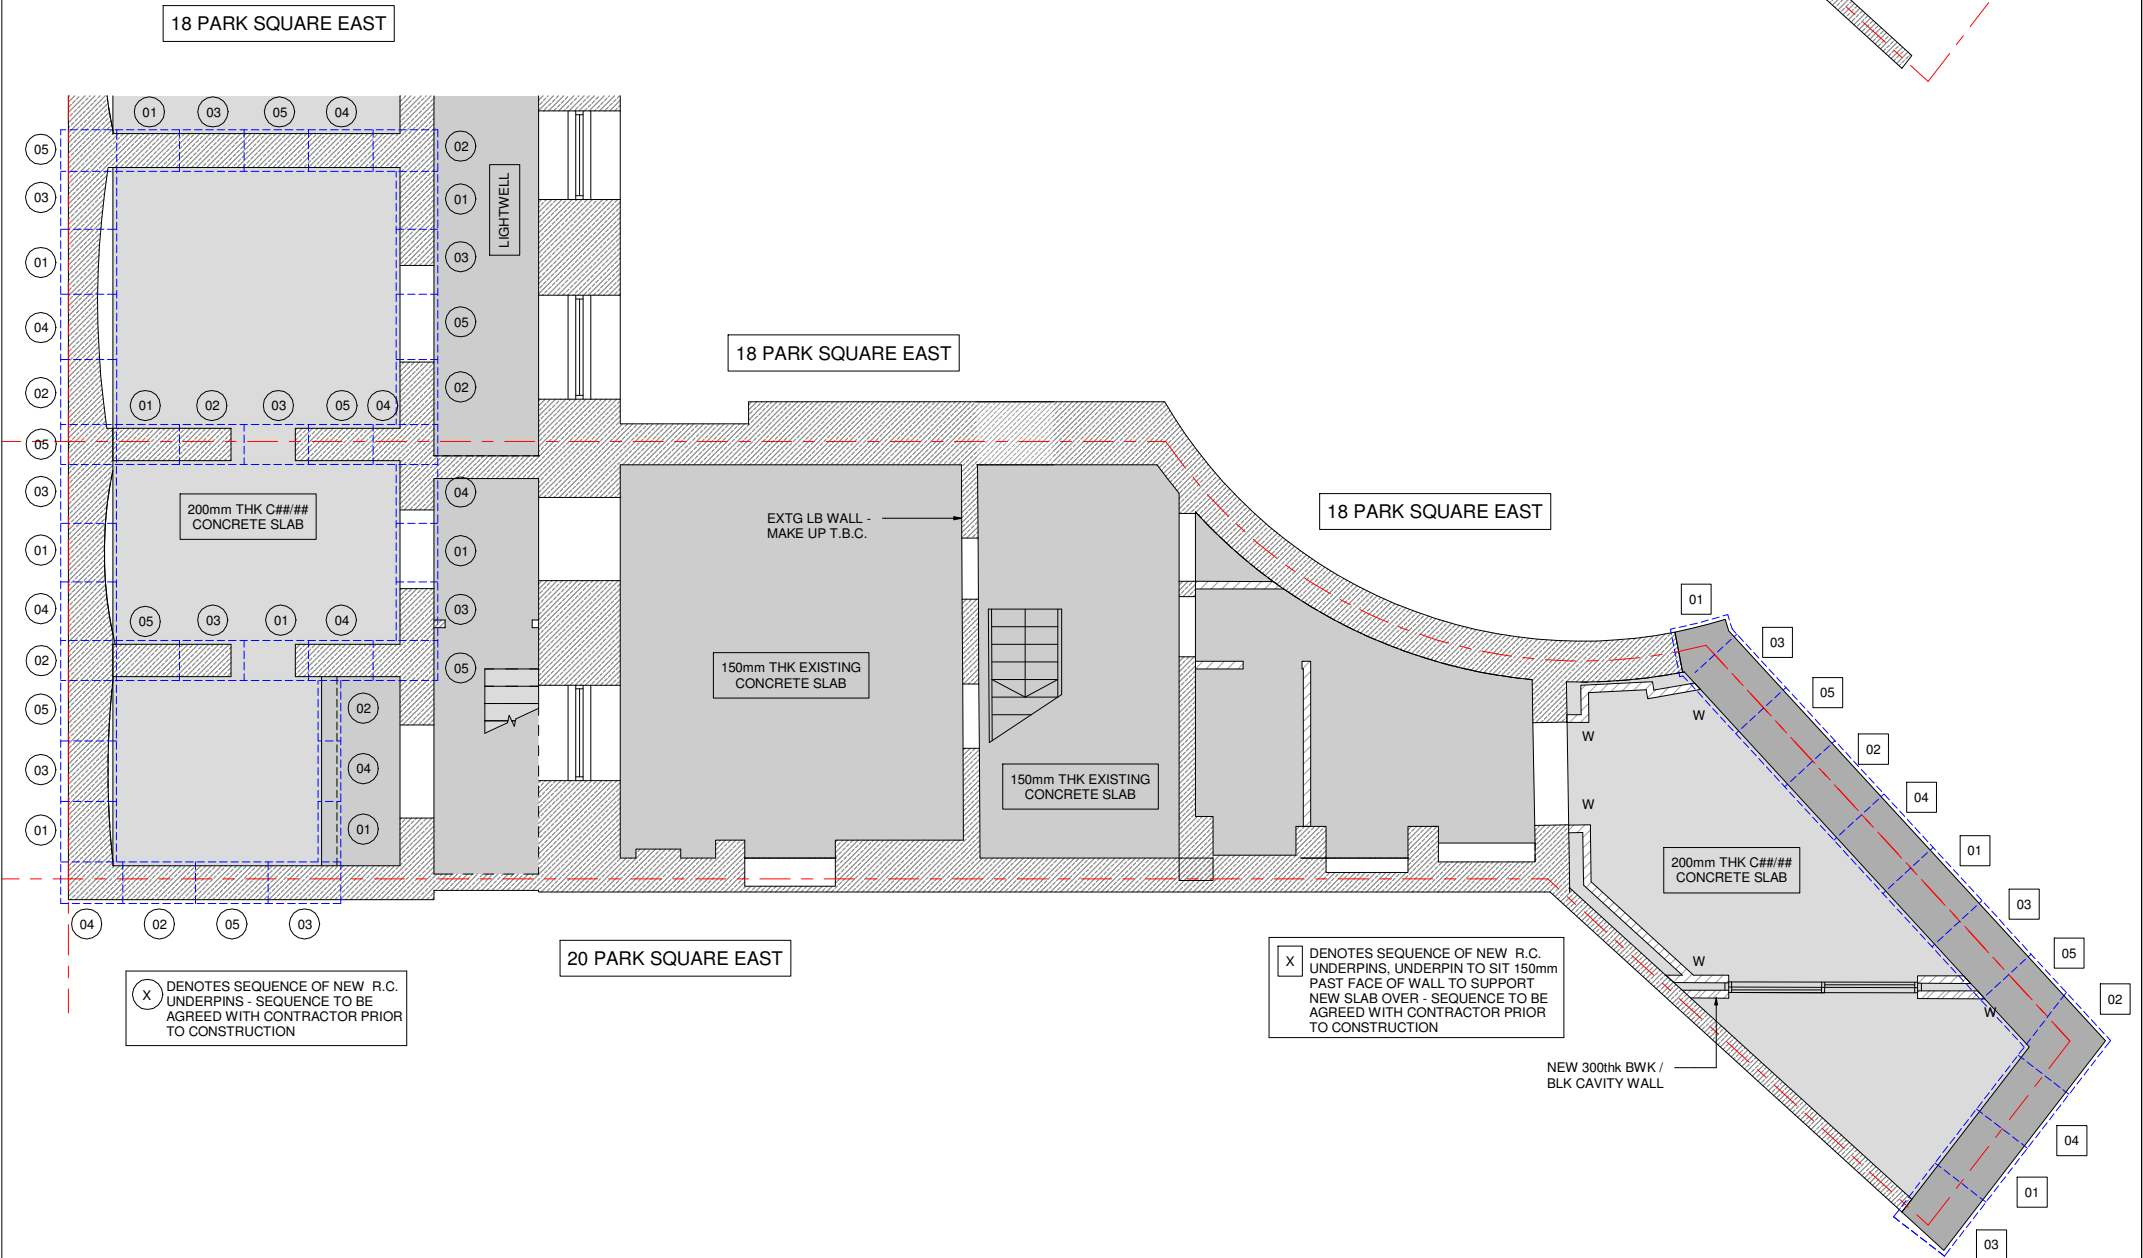 18 PARK SQUARE EAST
01
03
05
04
05
02
03
01
LIGHTWELL
01
03
04
05
02
02
01
02
03
05
04
18 PARK SQUARE EAST
05
03
04
200mm THK C##/##
CONCRETE SLAB
EXTG LB WALL -
MAKE UP T.B.C.
18 PARK SQUARE EAST
01
01
04
03
05
03
01
04
01
03
02
05
150mm THK EXISTING
CONCRETE SLAB
05
05
02
W
W
02
03
04
150mm THK EXISTING
CONCRETE SLAB
04
W
01
01
01
200mm THK C##/##
CONCRETE SLAB
03
04
02
05
03
05
20 PARK SQUARE EAST
W
X
DENOTES SEQUENCE OF NEW R.C.
UNDERPINS - SEQUENCE TO BE
AGREED WITH CONTRACTOR PRIOR
TO CONSTRUCTION
X
DENOTES SEQUENCE OF NEW R.C.
UNDERPINS, UNDERPIN TO SIT 150mm
PAST FACE OF WALL TO SUPPORT
NEW SLAB OVER - SEQUENCE TO BE
AGREED WITH CONTRACTOR PRIOR
TO CONSTRUCTION
W
02
NEW 300thk BWK /
BLK CAVITY WALL
04
01
03